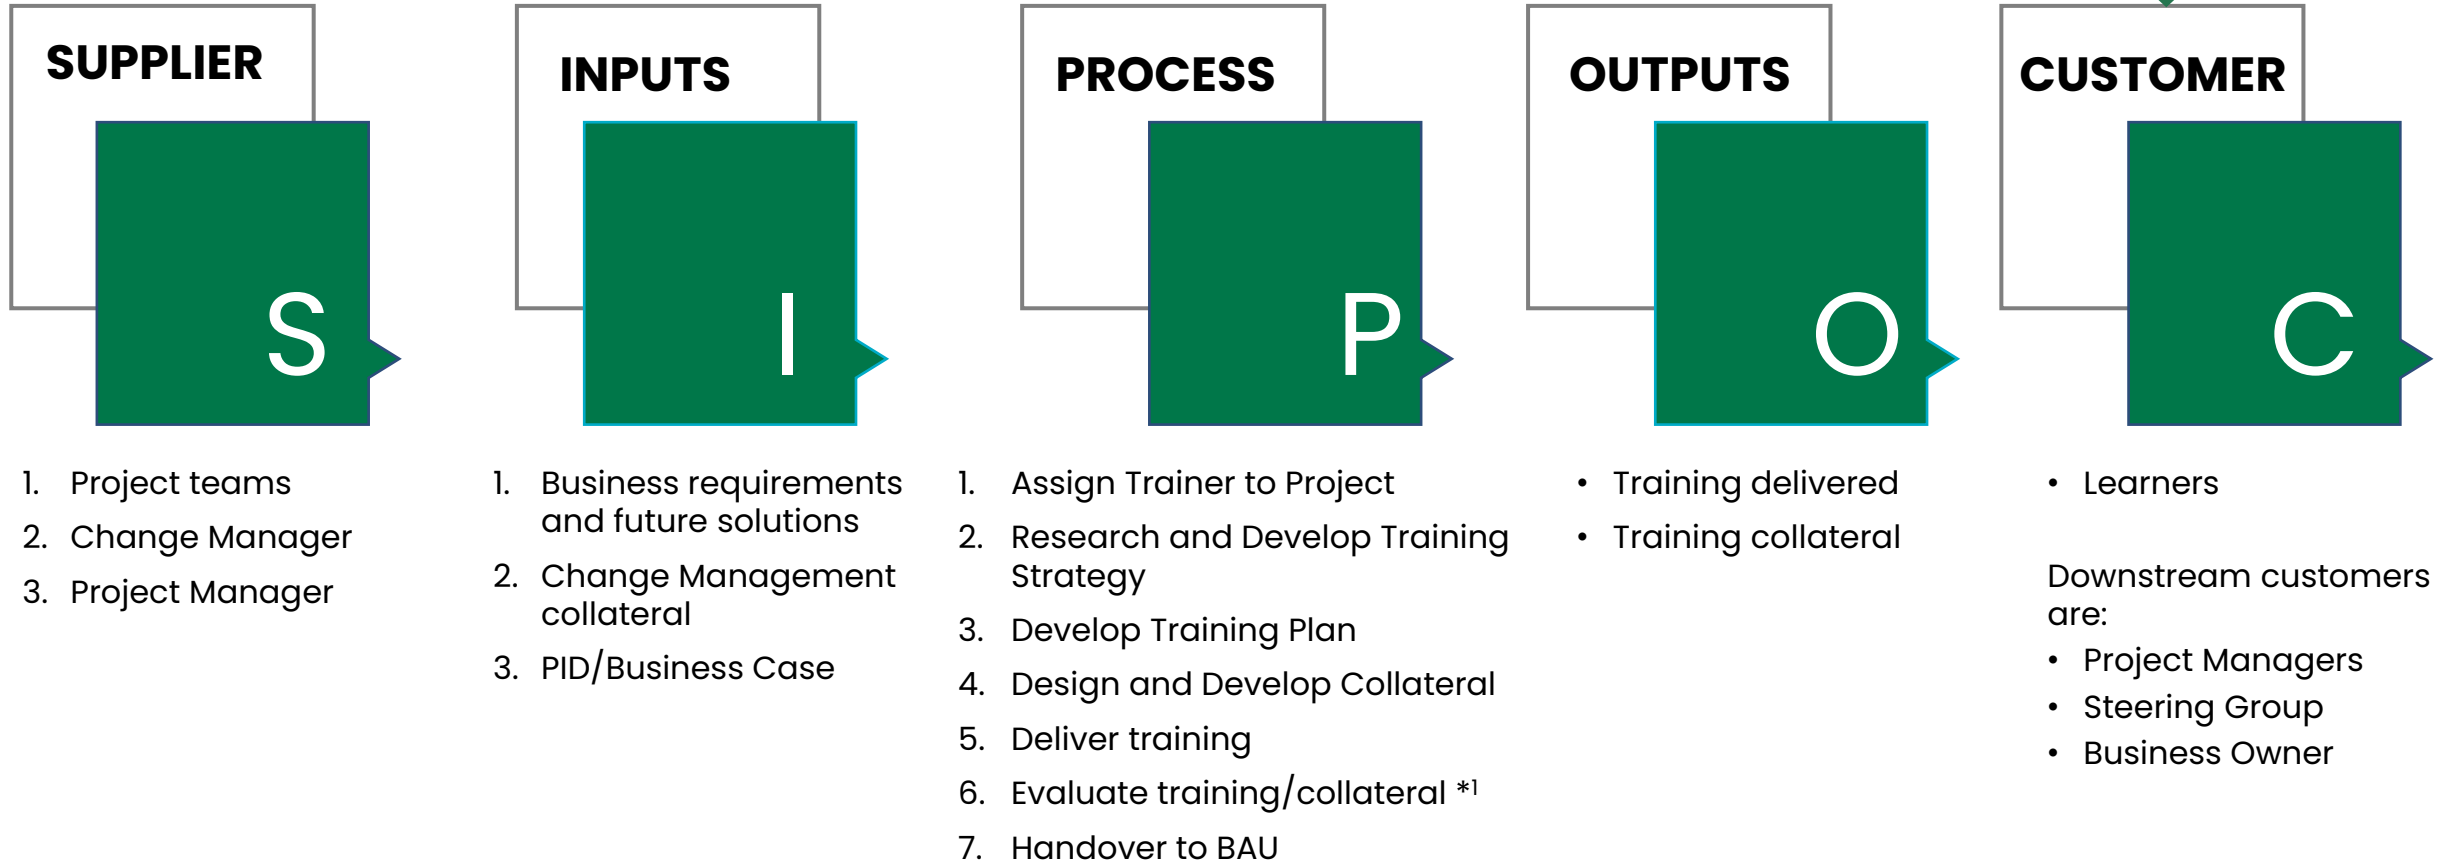 SUPPLIER
S
1. Project teams
2. Change Manager
3. Project Manager
INPUTS
I
1. Business requirements
and future solutions
2. Change Management
collateral
3. PID/Business Case
PROCESS
P
1. Assign Trainer to Project
2. Research and Develop Training
Strategy
3. Develop Training Plan
4. Design and Develop Collateral
5. Deliver training
6. Evaluate training/collateral *¹
7. Handover to BAU
OUTPUTS
O
• Training delivered
• Training collateral
CUSTOMER
C
• Learners
Downstream customers
are:
• Project Managers
• Steering Group
• Business Owner